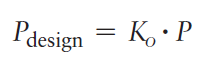 P_design = K_o · P